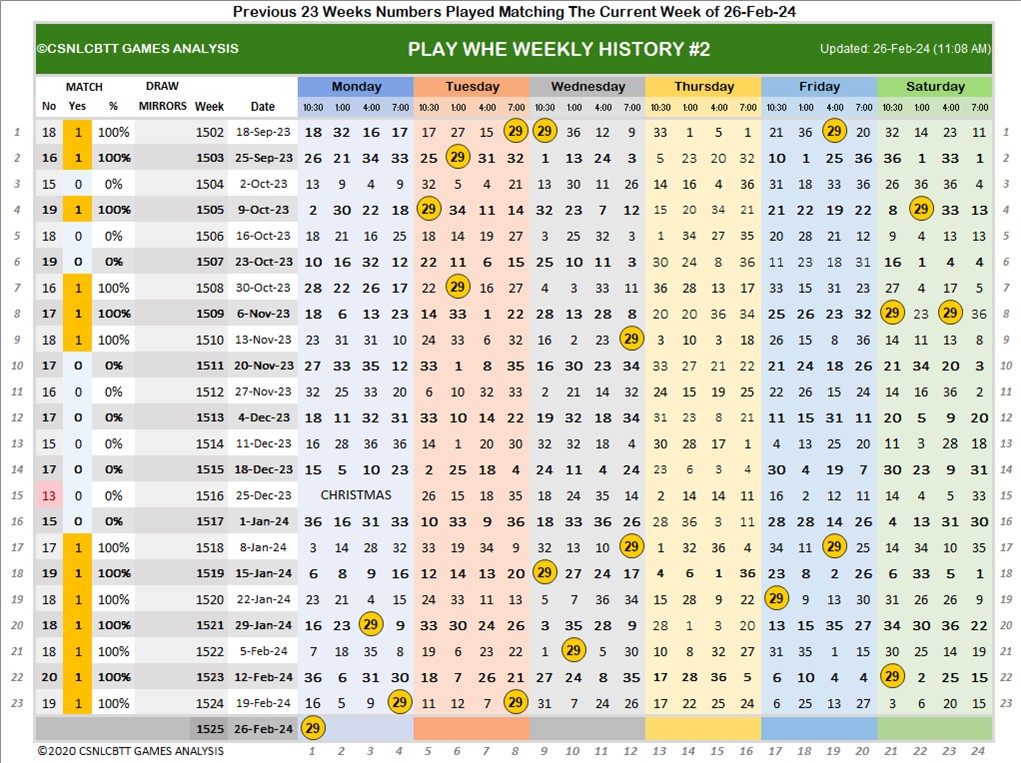 Previous 23 Weeks Numbers Played Matching The Current Week of 26-Feb-24
©CSNLCBTT GAMES ANALYSIS PLAY WHE WEEKLY HISTORY #2 Updated: 26-Feb-24 (11:08 AM)
MATCH DRAW Monday Tuesday Wednesday Thursday Friday Saturday
No Yes % MIRRORS Week Date 10:30 1:00 4:00 7:00 10:30 1:00 4:00 7:00 10:30 1:00 4:00 7:00 10:30 1:00 4:00 7:00 10:30 1:00 4:00 7:00 10:30 1:00 4:00 7:00
1 18 1 100% 1502 18-Sep-23 18 32 16 17 17 27 15 29 29 36 12 9 33 1 5 1 21 36 29 20 32 14 23 11 1
2 16 1 100% 1503 25-Sep-23 26 21 34 33 25 29 31 32 1 13 24 3 5 23 20 32 10 1 25 36 36 1 33 1 2
3 15 0 0% 1504 2-Oct-23 13 9 4 9 32 5 4 21 13 30 11 26 14 16 4 36 31 18 33 36 26 36 36 4 3
4 19 1 100% 1505 9-Oct-23 2 30 22 18 29 34 11 14 32 23 7 12 15 20 34 21 21 22 19 22 8 29 33 13 4
5 18 0 0% 1506 16-Oct-23 18 21 16 25 18 14 19 27 3 25 32 3 1 34 27 35 20 28 21 12 9 4 13 13 5
6 19 0 0% 1507 23-Oct-23 10 16 32 12 22 11 6 15 25 10 11 3 30 24 8 36 11 23 18 31 16 1 4 4 6
7 16 1 100% 1508 30-Oct-23 28 22 26 17 22 29 16 27 4 3 33 11 36 28 13 17 33 15 31 23 27 4 17 5 7
8 17 1 100% 1509 6-Nov-23 18 6 13 23 14 33 1 22 28 13 28 8 20 20 36 34 25 26 23 32 29 23 29 36 8
9 18 1 100% 1510 13-Nov-23 23 31 31 10 24 33 6 32 16 2 23 29 3 10 3 18 26 15 8 36 14 11 13 8 9
10 17 0 0% 1511 20-Nov-23 27 33 35 12 33 1 8 35 16 30 23 34 33 27 21 22 21 24 18 26 21 34 20 3 10
11 16 0 0% 1512 27-Nov-23 32 25 33 20 6 10 32 33 2 21 14 32 24 15 19 25 22 26 15 24 14 16 36 2 11
12 17 0 0% 1513 4-Dec-23 18 11 32 31 33 10 14 22 19 32 18 34 31 23 8 21 11 15 31 11 20 5 9 20 12
13 15 0 0% 1514 11-Dec-23 16 28 36 36 14 1 20 30 32 32 18 4 30 28 17 1 4 13 25 20 11 3 28 18 13
14 17 0 0% 1515 18-Dec-23 15 5 10 23 2 25 18 4 24 11 4 24 23 6 3 4 30 4 19 7 30 23 9 31 14
15 13 0 0% 1516 25-Dec-23 CHRISTMAS 26 15 18 35 18 24 35 14 2 14 14 11 16 2 12 11 14 4 5 33 15
16 15 0 0% 1517 1-Jan-24 36 16 31 33 10 33 9 36 18 33 36 26 28 36 3 11 28 28 14 26 4 13 31 30 16
17 17 1 100% 1518 8-Jan-24 3 14 28 32 33 19 34 9 32 13 10 29 1 32 36 4 34 11 29 25 14 34 10 35 17
18 19 1 100% 1519 15-Jan-24 6 8 9 16 12 14 13 20 29 27 24 17 4 6 1 36 23 8 2 26 6 33 5 1 18
19 18 1 100% 1520 22-Jan-24 23 21 4 15 24 33 11 13 5 7 36 34 15 28 9 22 29 9 13 30 31 26 26 9 19
20 18 1 100% 1521 29-Jan-24 16 23 29 9 33 30 24 26 3 35 28 9 28 1 3 20 13 15 35 27 34 30 36 22 20
21 18 1 100% 1522 5-Feb-24 7 18 35 8 19 6 23 22 1 29 5 30 10 8 32 27 31 35 1 15 30 25 14 19 21
22 20 1 100% 1523 12-Feb-24 36 6 31 30 18 7 26 21 27 24 8 35 17 28 36 5 6 10 4 4 29 2 25 15 22
23 19 1 100% 1524 19-Feb-24 16 5 9 29 11 12 7 29 31 7 24 26 17 22 25 24 6 25 13 27 3 6 20 15 23
1525 26-Feb-24 29
©2020 CSNLCBTT GAMES ANALYSIS 1 2 3 4 5 6 7 8 9 10 11 12 13 14 15 16 17 18 19 20 21 22 23 24